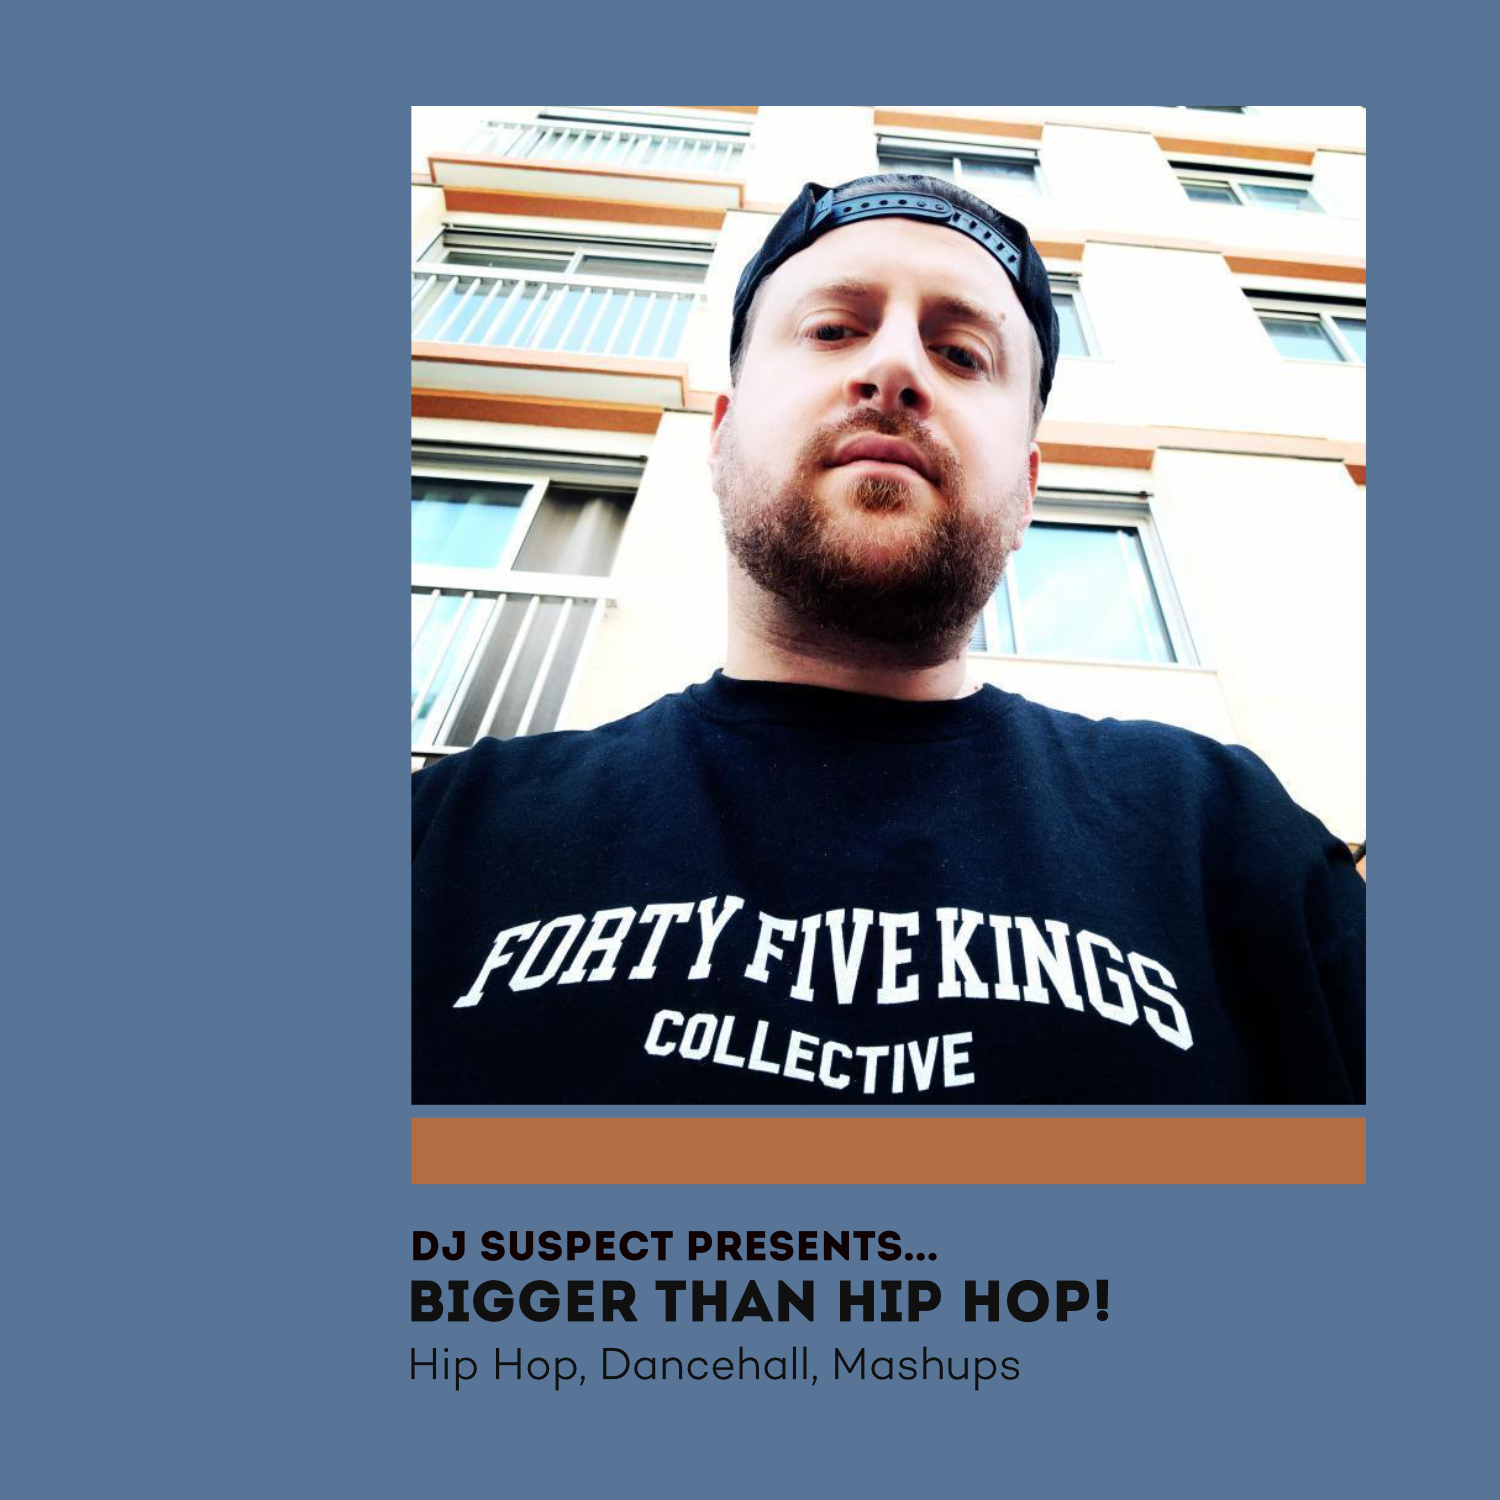 FORTY FIVE KINGS
COLLECTIVE
DJ SUSPECT PRESENTS...
BIGGER THAN HIP HOP!
Hip Hop, Dancehall, Mashups